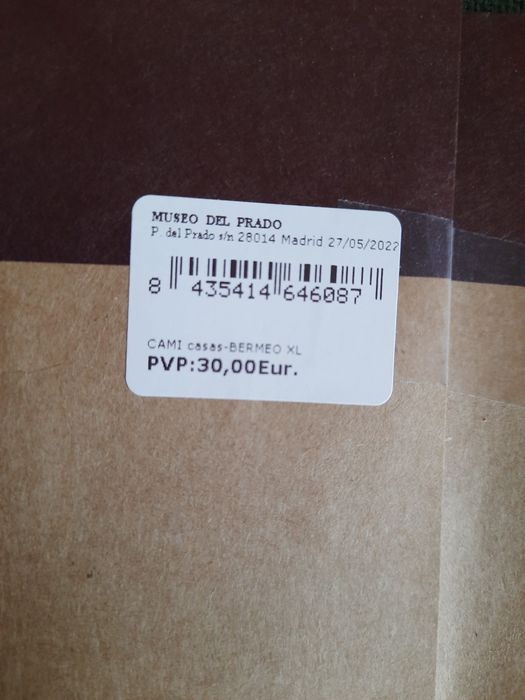 MUSEO DEL PRADO
P. del Prado s/n 28014 Madrid 27/05/2022
8 435414 646087
CAMI casas-BERMEO XL
PVP:30,00Eur.